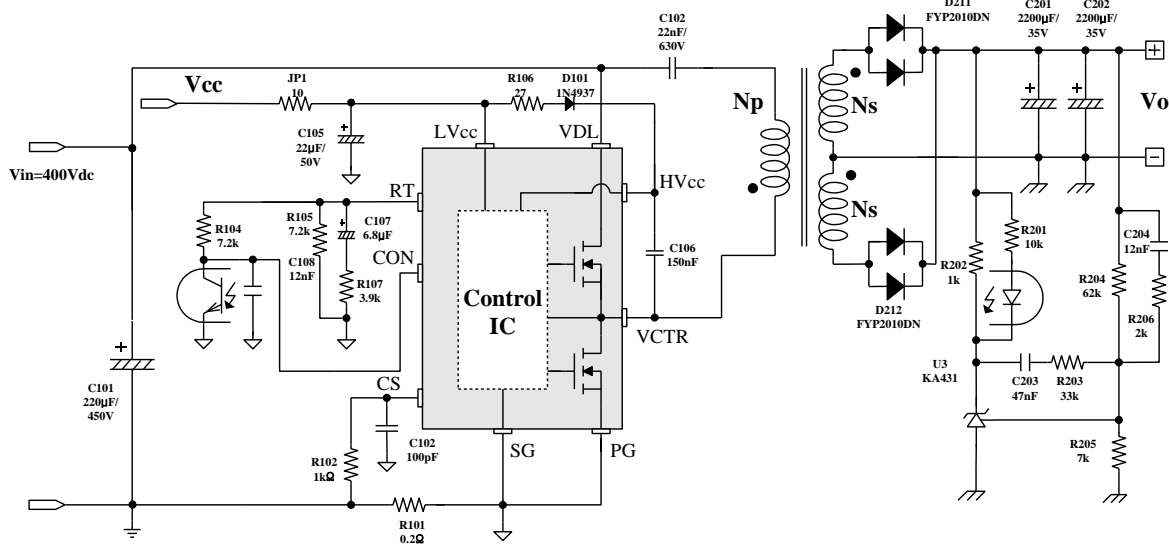 D211
FYP2010DN
C201
2200µF/
35V
C202
2200µF/
35V
C102
22nF/
630V
Vcc
JP1
10
R106
27
D101
1N4937
Np
Ns
Vo
C105
22µF/
50V
LVcc
VDL
Vin=400Vdc
RT
HVcc
Ns
R104
7.2k
R105
7.2k
C107
6.8µF
C108
12nF
CON
R107
3.9k
Control
IC
C106
150nF
R201
10k
R202
1k
C204
12nF
R204
62k
R206
2k
D212
FYP2010DN
VCTR
U3
KA431
C203
47nF
R203
33k
C101
220µF/
450V
CS
C102
100pF
SG
PG
R102
1kΩ
R205
7k
R101
0.2Ω